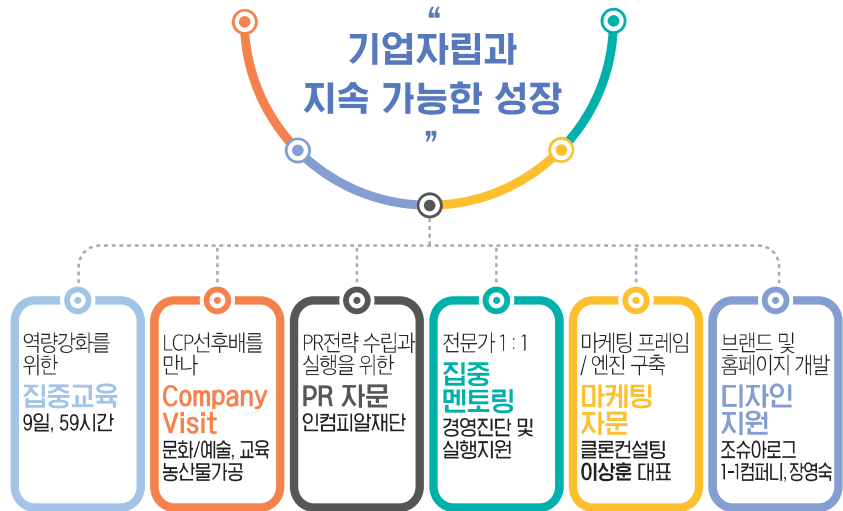 “
기업자립과
지속 가능한 성장
”
역량강화를
위한
집중교육
9일, 59시간
LCP선후배를
만나
Company
Visit
문화/예술, 교육
농산물가공
PR전략 수립과
실행을 위한
PR 자문
인컴피알재단
전문가 1 : 1
집중
멘토링
경영진단 및
실행지원
마케팅 프레임
/ 엔진 구축
마케팅
자문
클론컨설팅
이상훈 대표
브랜드 및
홈페이지 개발
디자인
지원
조슈아로그
1-1컴퍼니, 장영숙